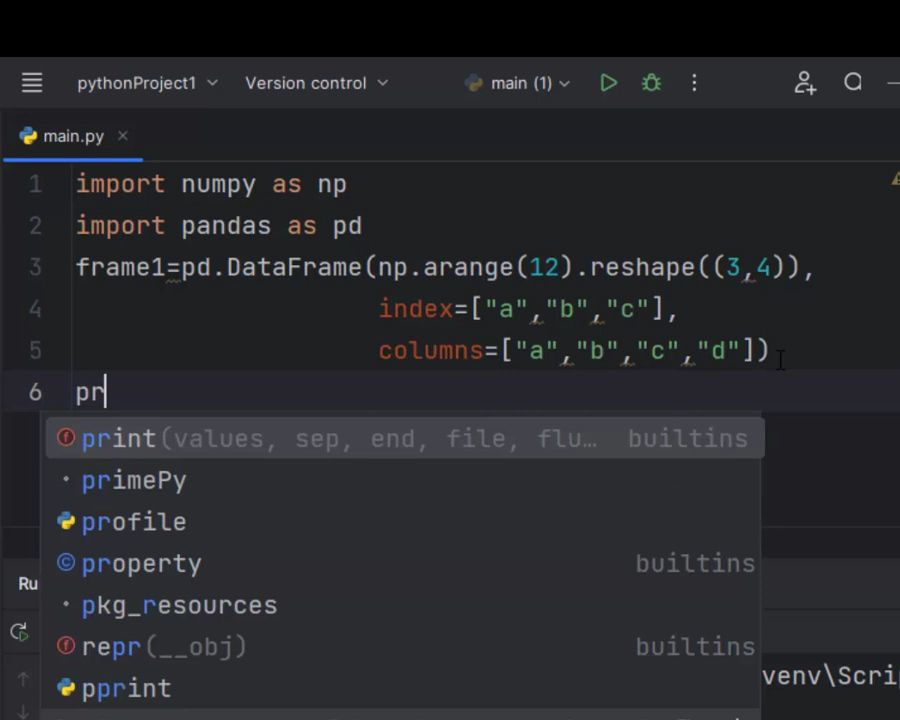 pythonProject1 Version control main (1)
main.py
1 import numpy as np
2 import pandas as pd
3 frame1=pd.DataFrame(np.arange(12).reshape((3,4)),
4 index=["a","b","c"],
5 columns=["a","b","c","d"])
6 pr
print(values, sep, end, file, flu… builtins
primePy
profile
property builtins
Ru
pkg_resources
repr(__obj) builtins
venv\Scri
pprint